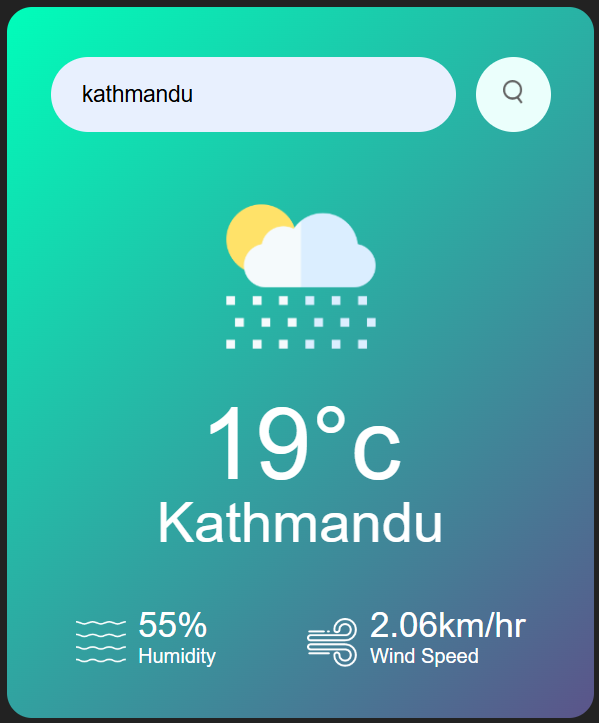 kathmandu
19°c
Kathmandu
55%
Humidity
2.06km/hr
Wind Speed